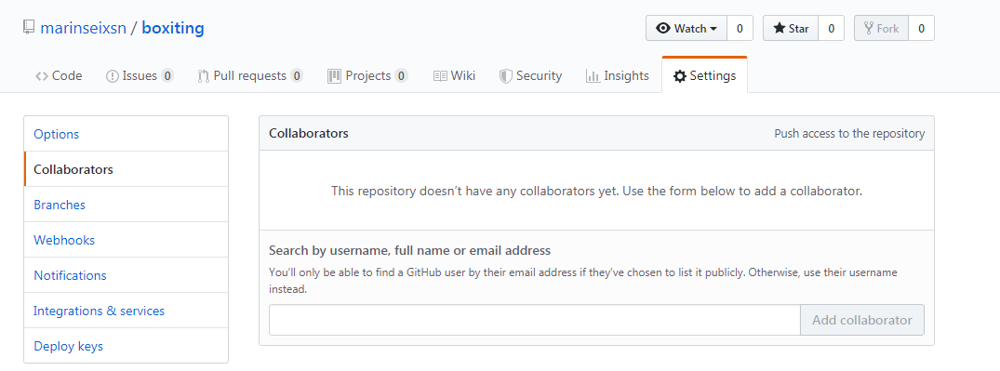 marinseixsn / boxiting
Watch 0 Star 0 Fork 0
Code Issues 0 Pull requests 0 Projects 0 Wiki Security Insights Settings
Options
Collaborators
Branches
Webhooks
Notifications
Integrations & services
Deploy keys
Collaborators Push access to the repository
This repository doesn’t have any collaborators yet. Use the form below to add a collaborator.
Search by username, full name or email address
You’ll only be able to find a GitHub user by their email address if they’ve chosen to list it publicly. Otherwise, use their username
instead.
Add collaborator